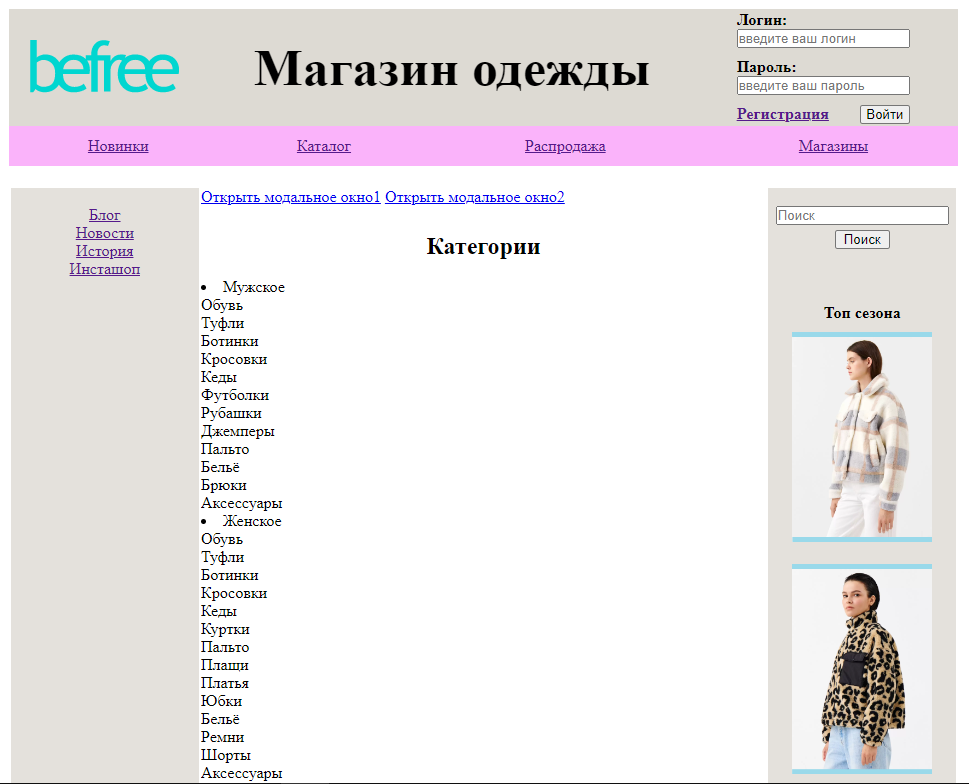 befree
Магазин одежды
Логин:
введите ваш логин
Пароль:
введите ваш пароль
Регистрация Войти
Новинки Каталог Распродажа Магазины
Блог
Новости
История
Инсташоп
Открыть модальное окно1 Открыть модальное окно2
Категории
• Мужское
Обувь
Туфли
Ботинки
Кросовки
Кеды
Футболки
Рубашки
Джемперы
Пальто
Бельё
Брюки
Аксессуары
• Женское
Обувь
Туфли
Ботинки
Кросовки
Кеды
Куртки
Пальто
Плащи
Платья
Юбки
Бельё
Ремни
Шорты
Аксессуары
Поиск
Поиск
Топ сезона